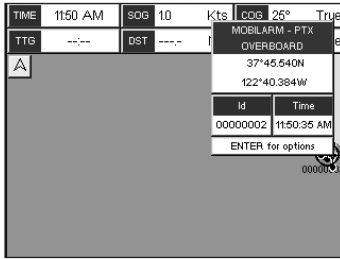 TIME 11:50 AM SOG 1.0 Kts COG 25° True
TTG --:-- DST ---.-
MOBILARM - PTX
OVERBOARD
37°45.540N
122°40.384W
Id Time
00000002 11:50:35 AM
ENTER for options
A